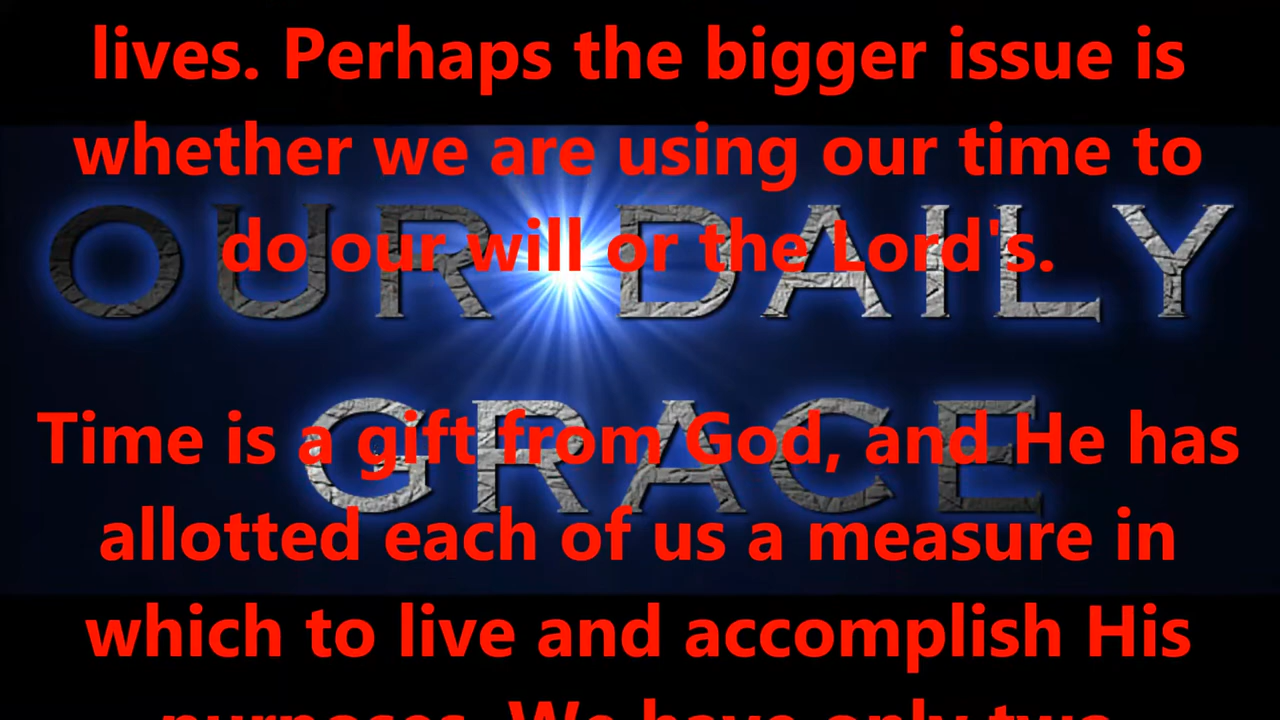 lives. Perhaps the bigger issue is
whether we are using our time to
do our will or the Lord's.
OUR DAILY
Time is a gift from God, and He has
GRACE
allotted each of us a measure in
which to live and accomplish His
purposes. We have only two